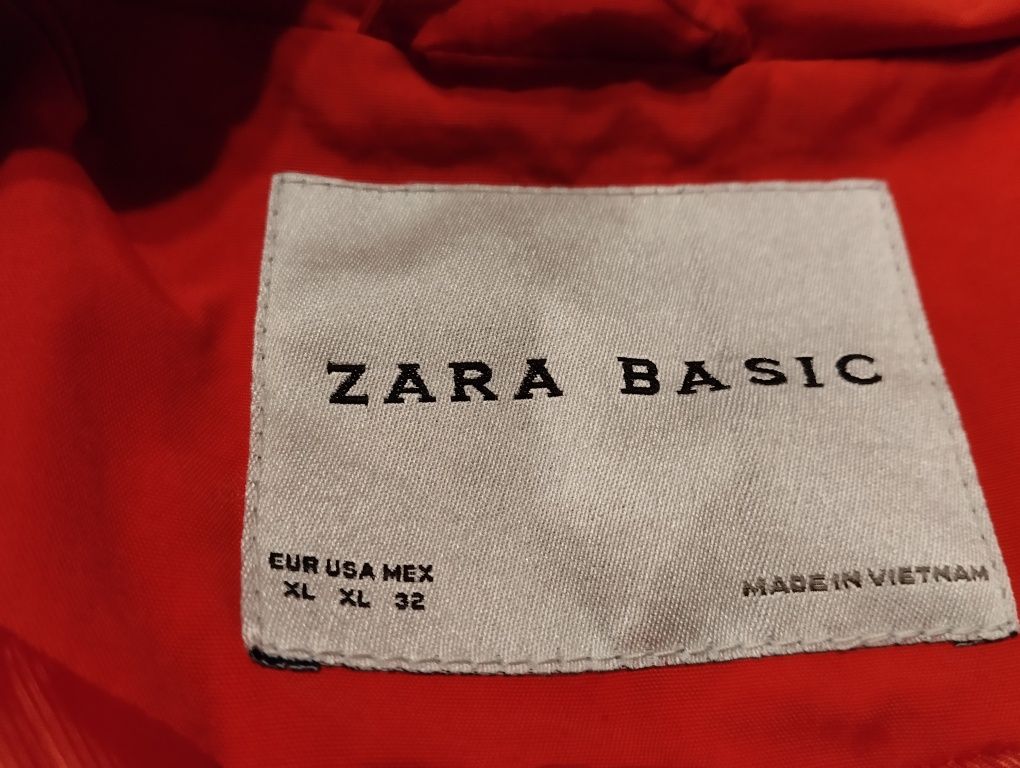 ZARA BASIC
EUR USA MEX
XL XL 32
MADE IN VIETNAM